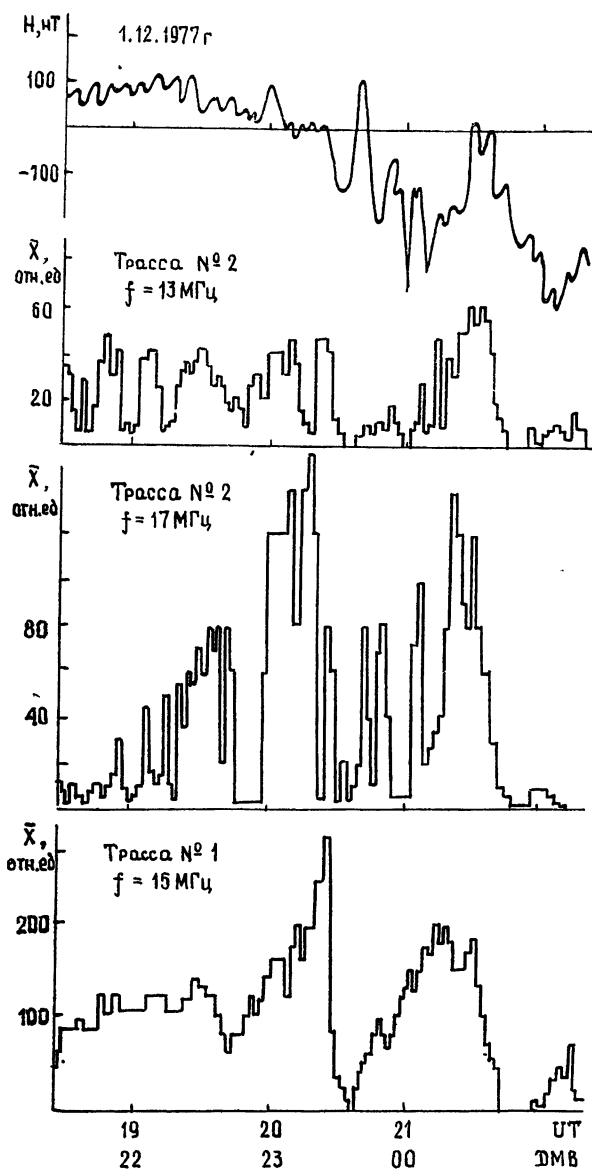 H, нТ
1.12.1977 г
100
-100
X̄,
отн.ед
Трасса № 2
f = 13 МГц
60
20
X̄,
отн.ед
Трасса № 2
f = 17 МГц
80
40
X̄,
отн.ед
Трасса № 1
f = 15 МГц
200
100
19 20 21 UT
22 23 00 DMB